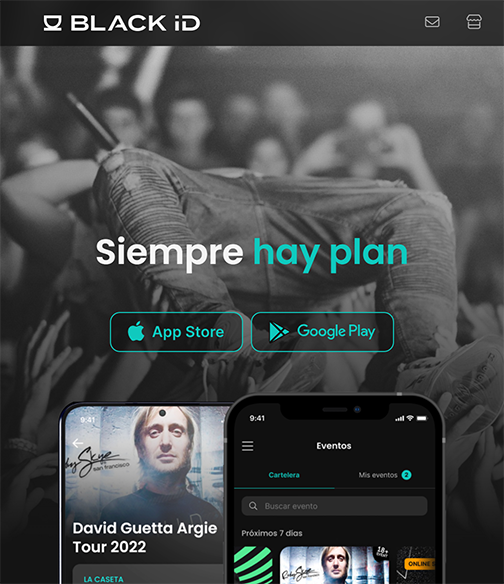 BLACK iD
Siempre hay plan
App Store
Google Play
9:41
San francisco
David Guetta Argie
Tour 2022
LA CASETA
9:41
Eventos
Cartelera
Mis eventos 2
Buscar evento
Próximos 7 días
18+
ONLINE